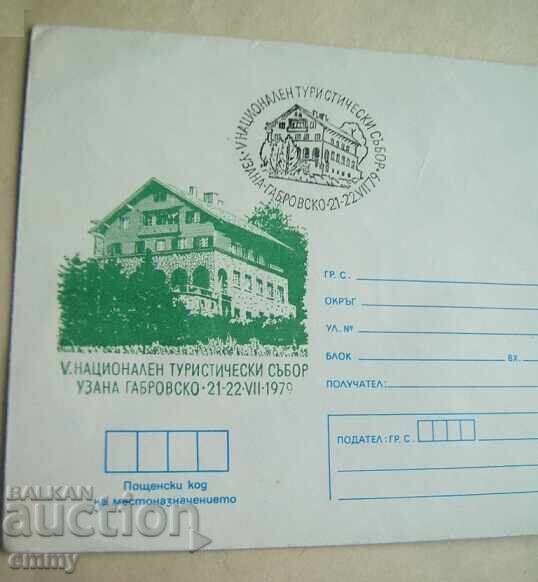 V НАЦИОНАЛЕН ТУРИСТИЧЕСКИ СЪБОР
• УЗАНА-ГАБРОВСКО•21-22.VII.79 •
V. НАЦИОНАЛЕН ТУРИСТИЧЕСКИ СЪБОР
УЗАНА ГАБРОВСКО • 21-22•VII•1979
ГР. С.
ОКРЪГ
УЛ. №
БЛОК
ВХ.
ПОЛУЧАТЕЛ:
ПОДАТЕЛ: ГР. С.
Пощенски код
на местоназначението
BALKAN
AUCTION
emmy